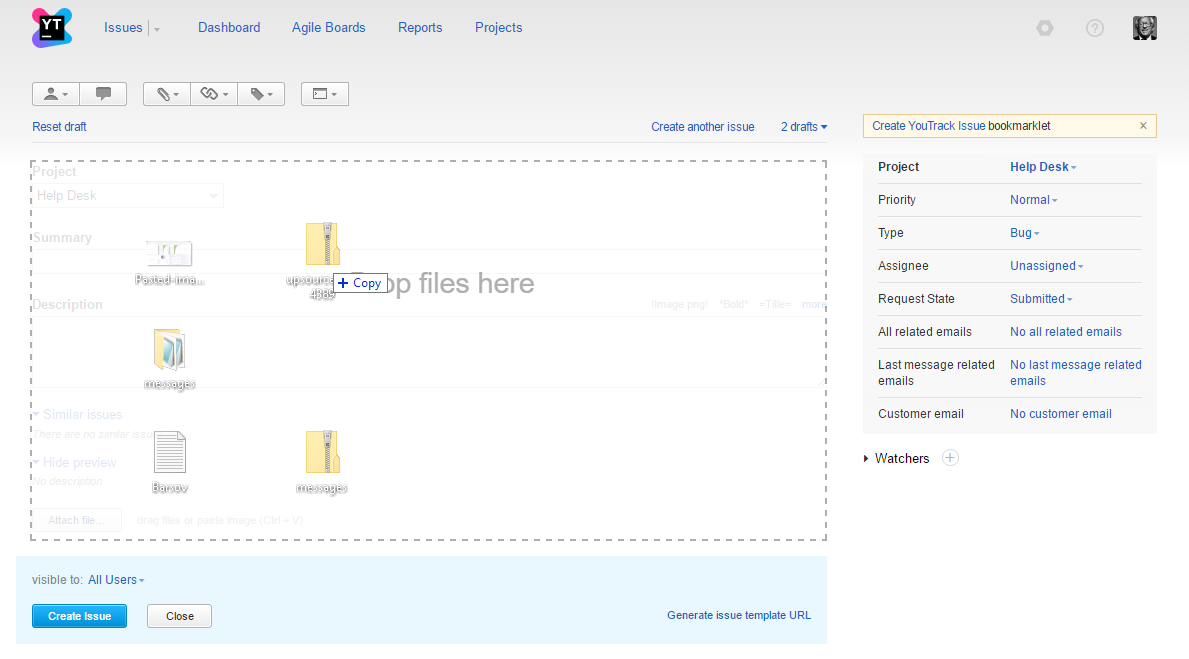 YT
Issues Dashboard Agile Boards Reports Projects
Reset draft Create another issue 2 drafts
Create YouTrack Issue bookmarklet ×
Project
Help Desk
Summary
Pasted-ima...
4389
+ Copy
files here
Description
!Image.png! *Bold* =Title= more
messages
Similar issues
There are no similar
Barsov
messages
Hide preview
No description
Attach file...
drag files or paste image (Ctrl + V)
Project Help Desk
Priority Normal
Type Bug
Assignee Unassigned
Request State Submitted
All related emails No all related emails
Last message related No last message related
emails emails
Customer email No customer email
Watchers
visible to: All Users
Create Issue Close Generate issue template URL